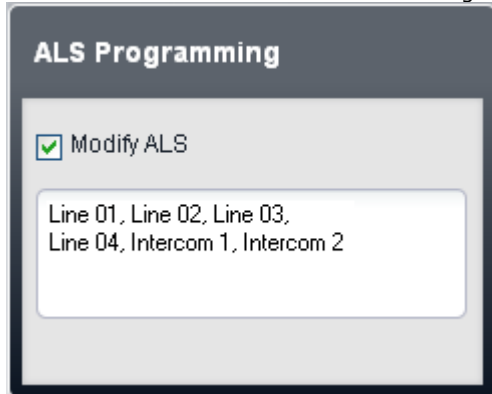 ALS Programming
Modify ALS
Line 01, Line 02, Line 03,
Line 04, Intercom 1, Intercom 2